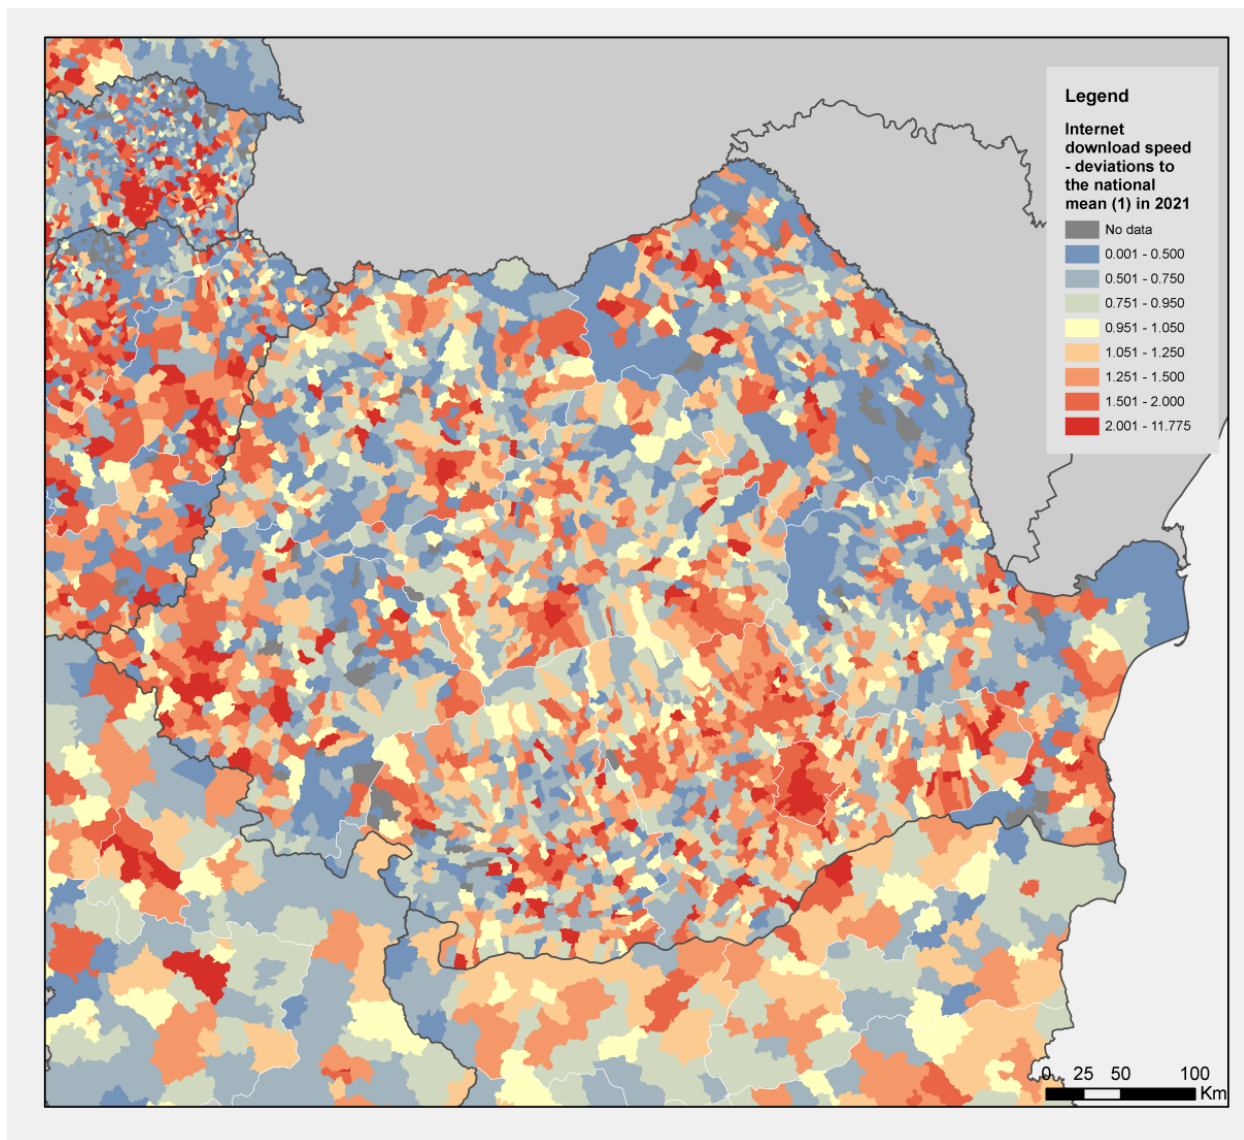 Legend
Internet
download speed
- deviations to
the national
mean (1) in 2021
No data
0.001 - 0.500
0.501 - 0.750
0.751 - 0.950
0.951 - 1.050
1.051 - 1.250
1.251 - 1.500
1.501 - 2.000
2.001 - 11.775
0 25 50 100
Km